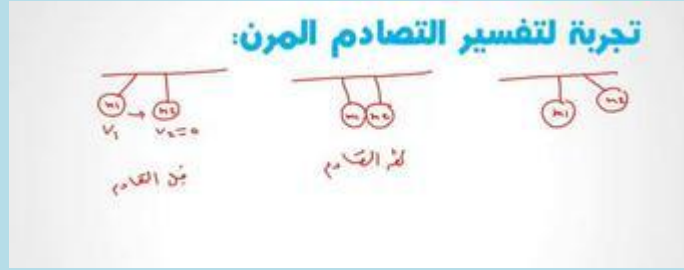 تجربة لتفسير التصادم المرن:
m1 m2
V1 V2=0
قبل التصادم
m1 m2
لحظة التصادم
m1 m2